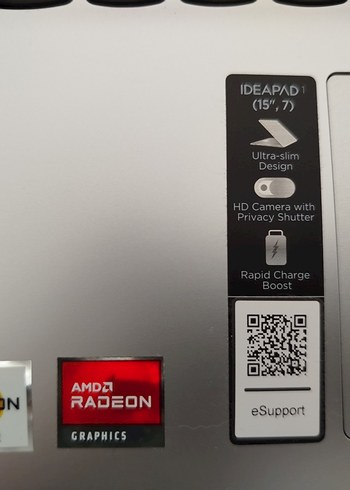 IDEAPAD 1
(15", 7)
Ultra-slim
Design
HD Camera with
Privacy Shutter
Rapid Charge
Boost
eSupport
AMD
RADEON
GRAPHICS
ON